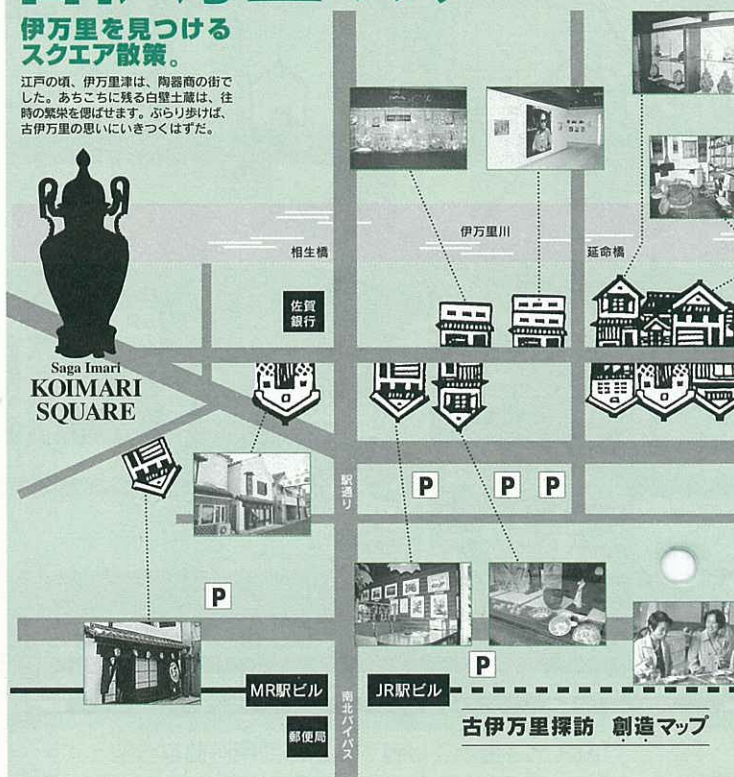 伊万里を見つける
スクエア散策。
江戸の頃、伊万里津は、陶器商の街で
した。あちこちに残る白壁土蔵は、往
時の繁栄を偲ばせます。ぶらり歩けば、
古伊万里の思いにいきつくはずだ。
伊万里川
相生橋
延命橋
佐賀
銀行
Saga Imari
KOIMARI
SQUARE
駅通り
P
P
P
P
P
MR駅ビル
JR駅ビル
南北バイパス
郵便局
古伊万里探訪 創造マップ